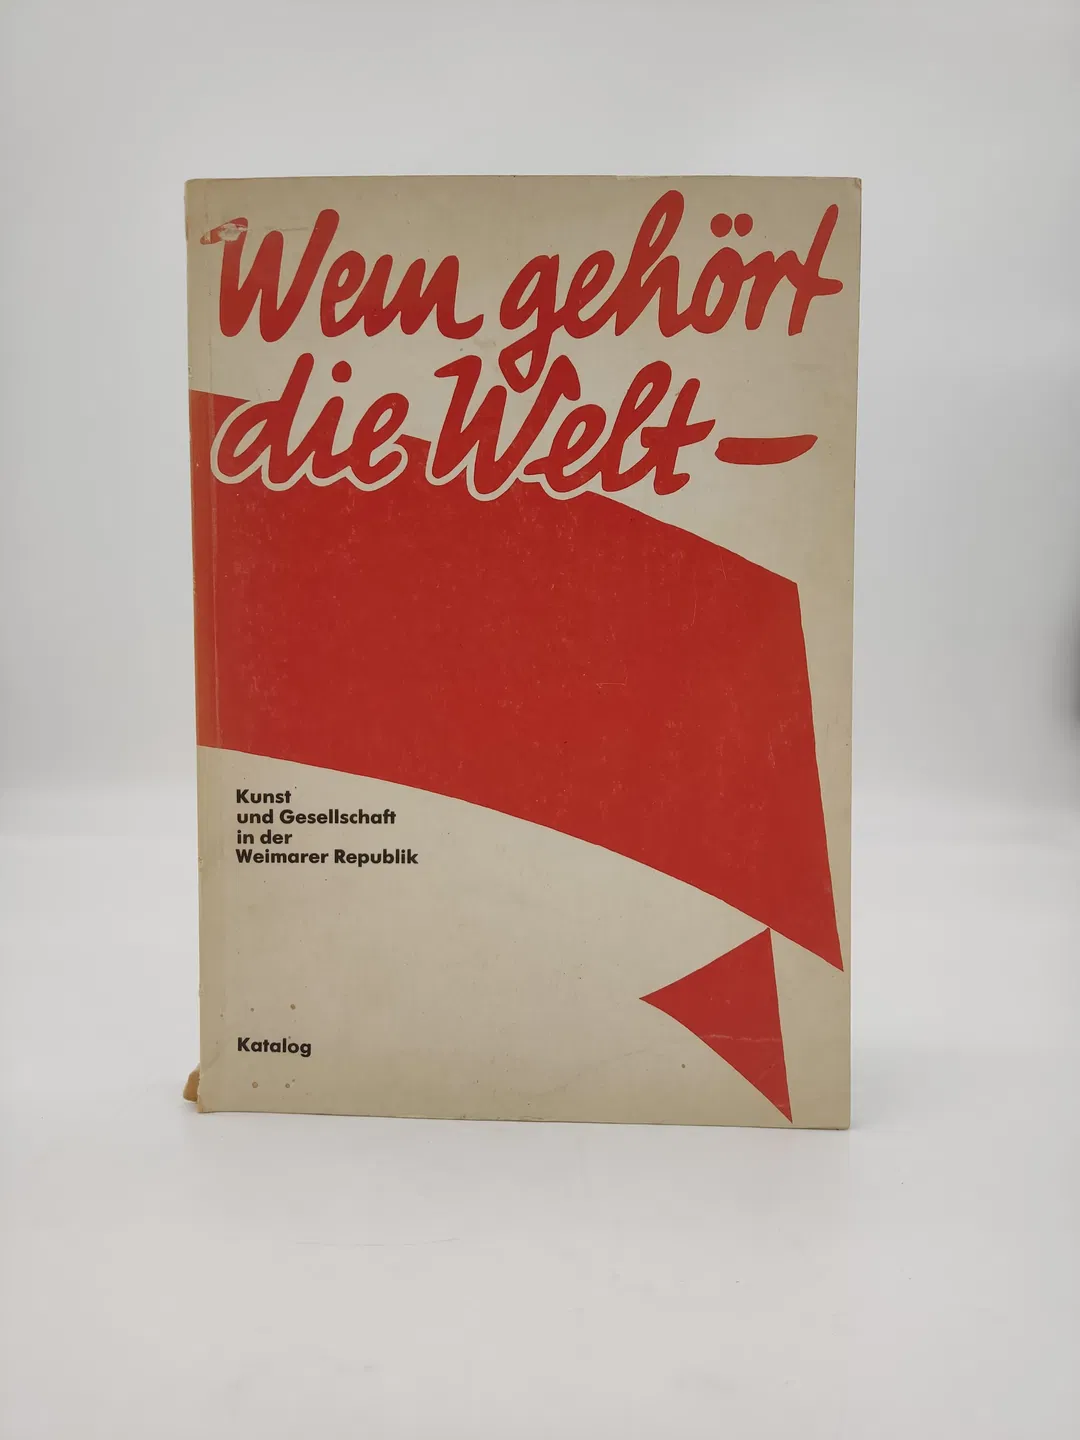 Wem gehört
die Welt –
Kunst
und Gesellschaft
in der
Weimarer Republik
Katalog